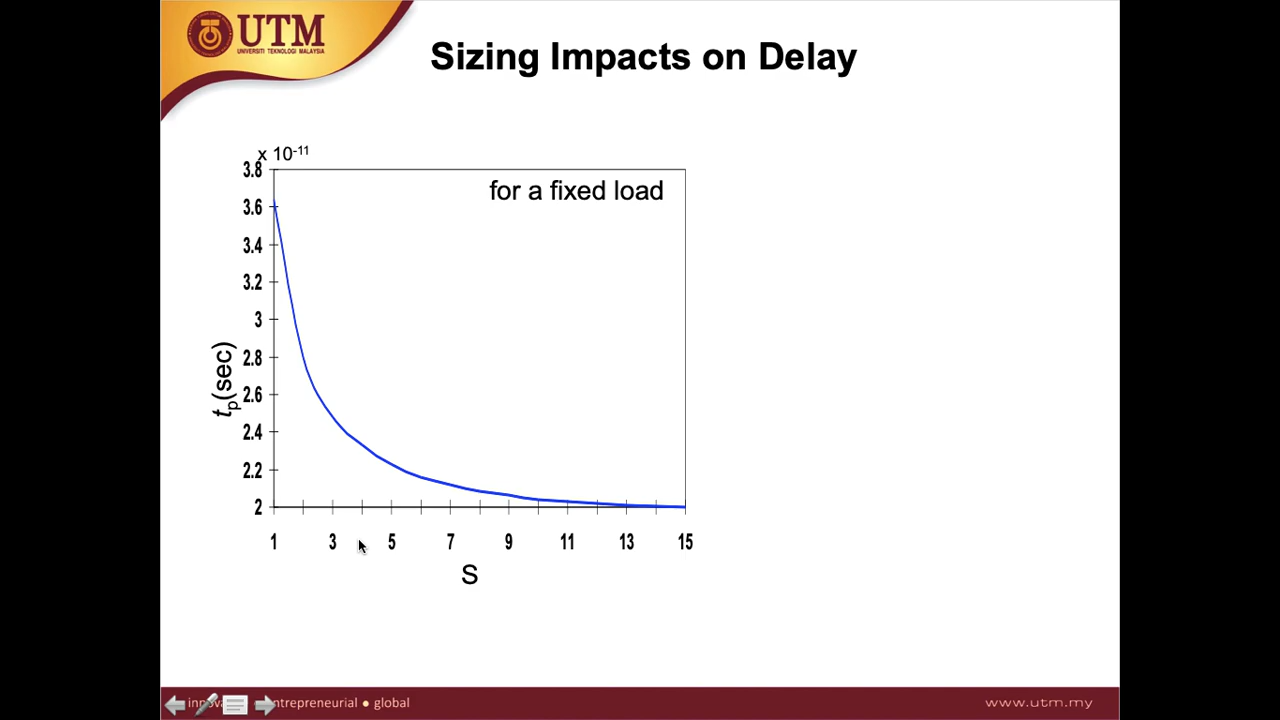 UTM
UNIVERSITI TEKNOLOGI MALAYSIA
Sizing Impacts on Delay
x 10-11
3.8
for a fixed load
3.6
3.4
3.2
3
2.8
2.6
2.4
2.2
2
tp(sec)
1 3 5 7 9 11 13 15
S
innova ntrepreneurial ● global
www.utm.my